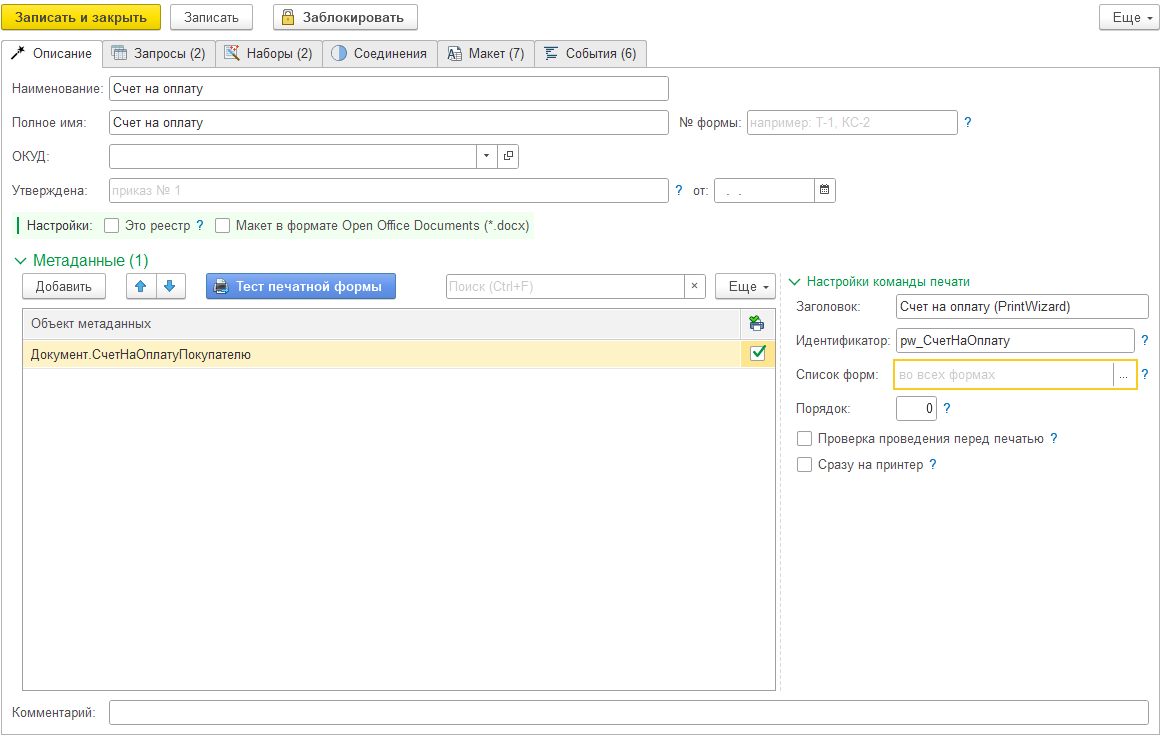 Записать и закрыть Записать Заблокировать Еще
Описание Запросы (2) Наборы (2) Соединения Макет (7) События (6)
Наименование: Счет на оплату
Полное имя: Счет на оплату № формы: например: Т-1, КС-2 ?
ОКУД:
Утверждена: приказ № 1 ? от: . .
Настройки: Это реестр ? Макет в формате Open Office Documents (*.docx)
Метаданные (1)
Добавить Тест печатной формы Поиск (Ctrl+F) × Еще
Объект метаданных
Документ.СчетНаОплатуПокупателю
Настройки команды печати
Заголовок: Счет на оплату (PrintWizard)
Идентификатор: pw_СчетНаОплату ?
Список форм: во всех формах ... ?
Порядок: 0 ?
Проверка проведения перед печатью ?
Сразу на принтер ?
Комментарий: